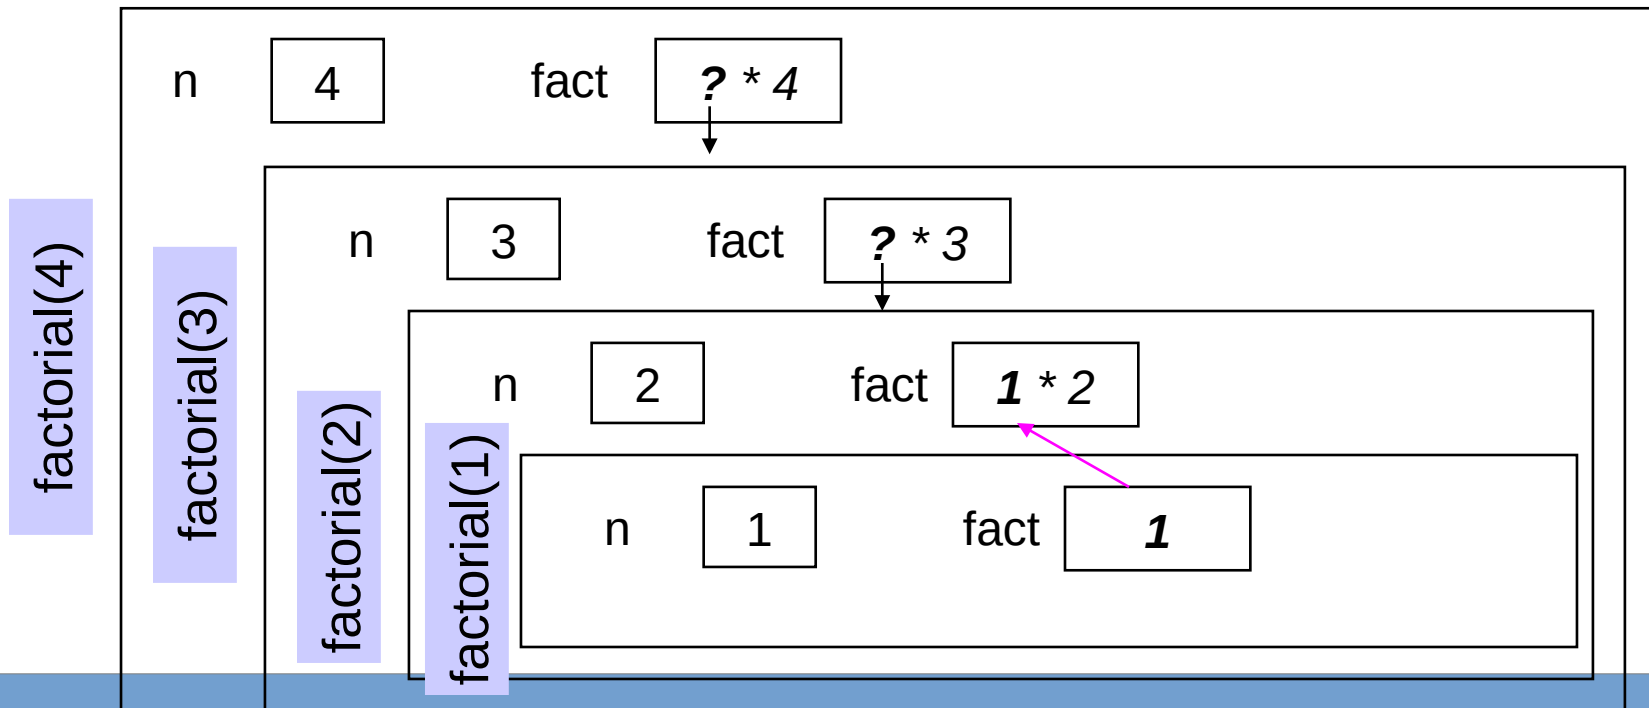 n 4 fact ? * 4
factorial(4)
n 3 fact ? * 3
factorial(3)
n 2 fact 1 * 2
factorial(2)
n 1 fact 1
factorial(1)